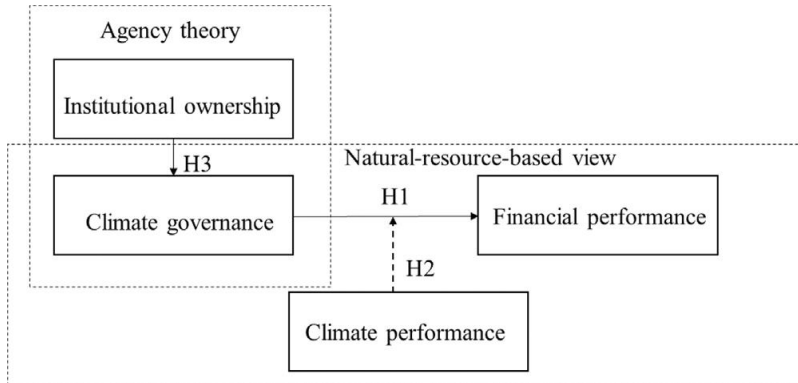 Agency theory
Institutional ownership
H3
Natural-resource-based view
H1
Climate governance
Financial performance
H2
Climate performance